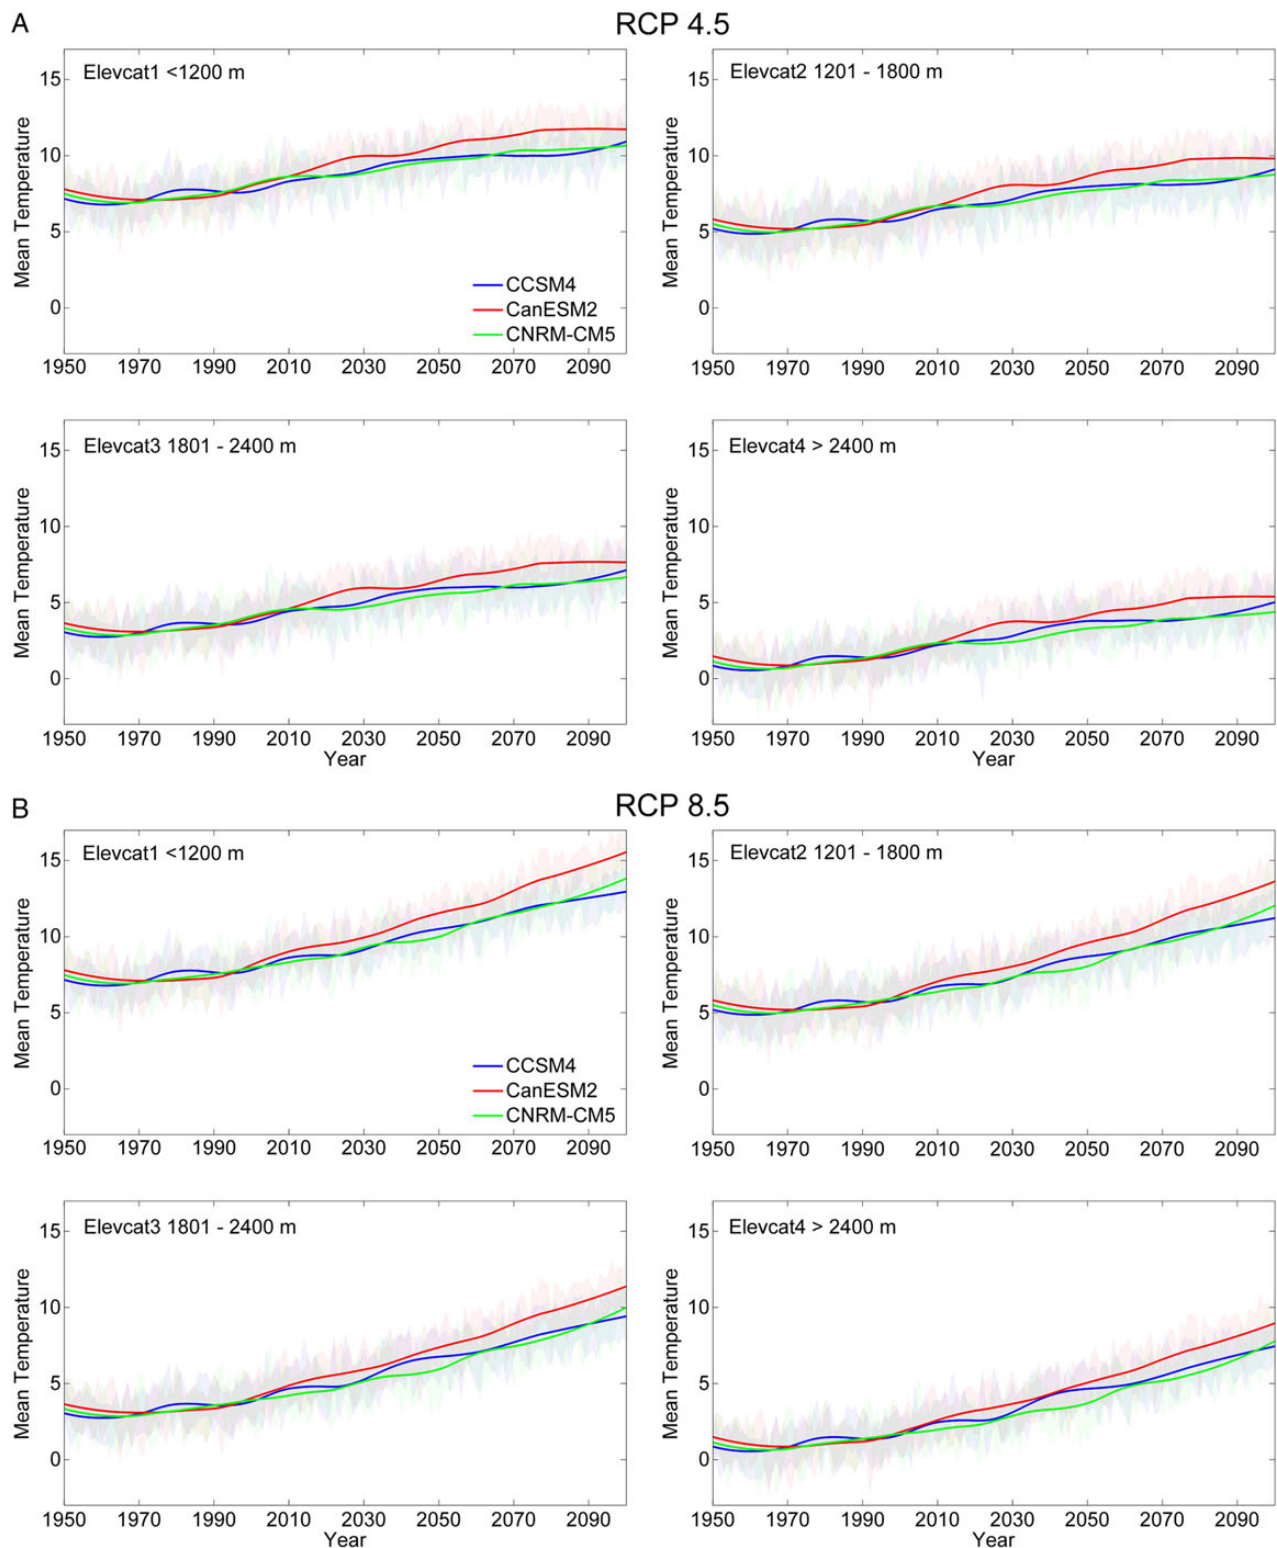 A
RCP 4.5
Elevcat1 <1200 m
Mean Temperature
15
10
5
0
CCSM4
CanESM2
CNRM-CM5
1950 1970 1990 2010 2030 2050 2070 2090
Elevcat2 1201 - 1800 m
Mean Temperature
15
10
5
0
1950 1970 1990 2010 2030 2050 2070 2090
Elevcat3 1801 - 2400 m
Mean Temperature
15
10
5
0
1950 1970 1990 2010 2030 2050 2070 2090
Year
Elevcat4 > 2400 m
Mean Temperature
15
10
5
0
1950 1970 1990 2010 2030 2050 2070 2090
Year
B
RCP 8.5
Elevcat1 <1200 m
Mean Temperature
15
10
5
0
CCSM4
CanESM2
CNRM-CM5
1950 1970 1990 2010 2030 2050 2070 2090
Elevcat2 1201 - 1800 m
Mean Temperature
15
10
5
0
1950 1970 1990 2010 2030 2050 2070 2090
Elevcat3 1801 - 2400 m
Mean Temperature
15
10
5
0
1950 1970 1990 2010 2030 2050 2070 2090
Year
Elevcat4 > 2400 m
Mean Temperature
15
10
5
0
1950 1970 1990 2010 2030 2050 2070 2090
Year